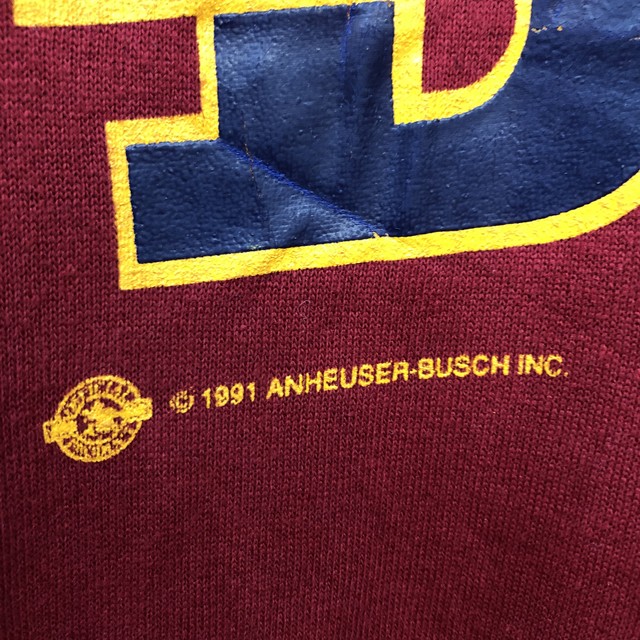 © 1991 ANHEUSER-BUSCH INC.